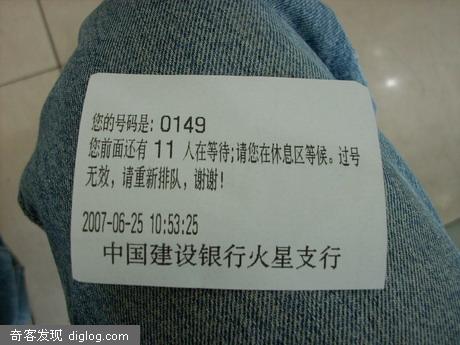 您的号码是: 0149
您前面还有 11 人在等待;请您在休息区等候。过号
无效，请重新排队，谢谢!
2007-06-25 10:53:25
中国建设银行火星支行
奇客发现 diglog.com